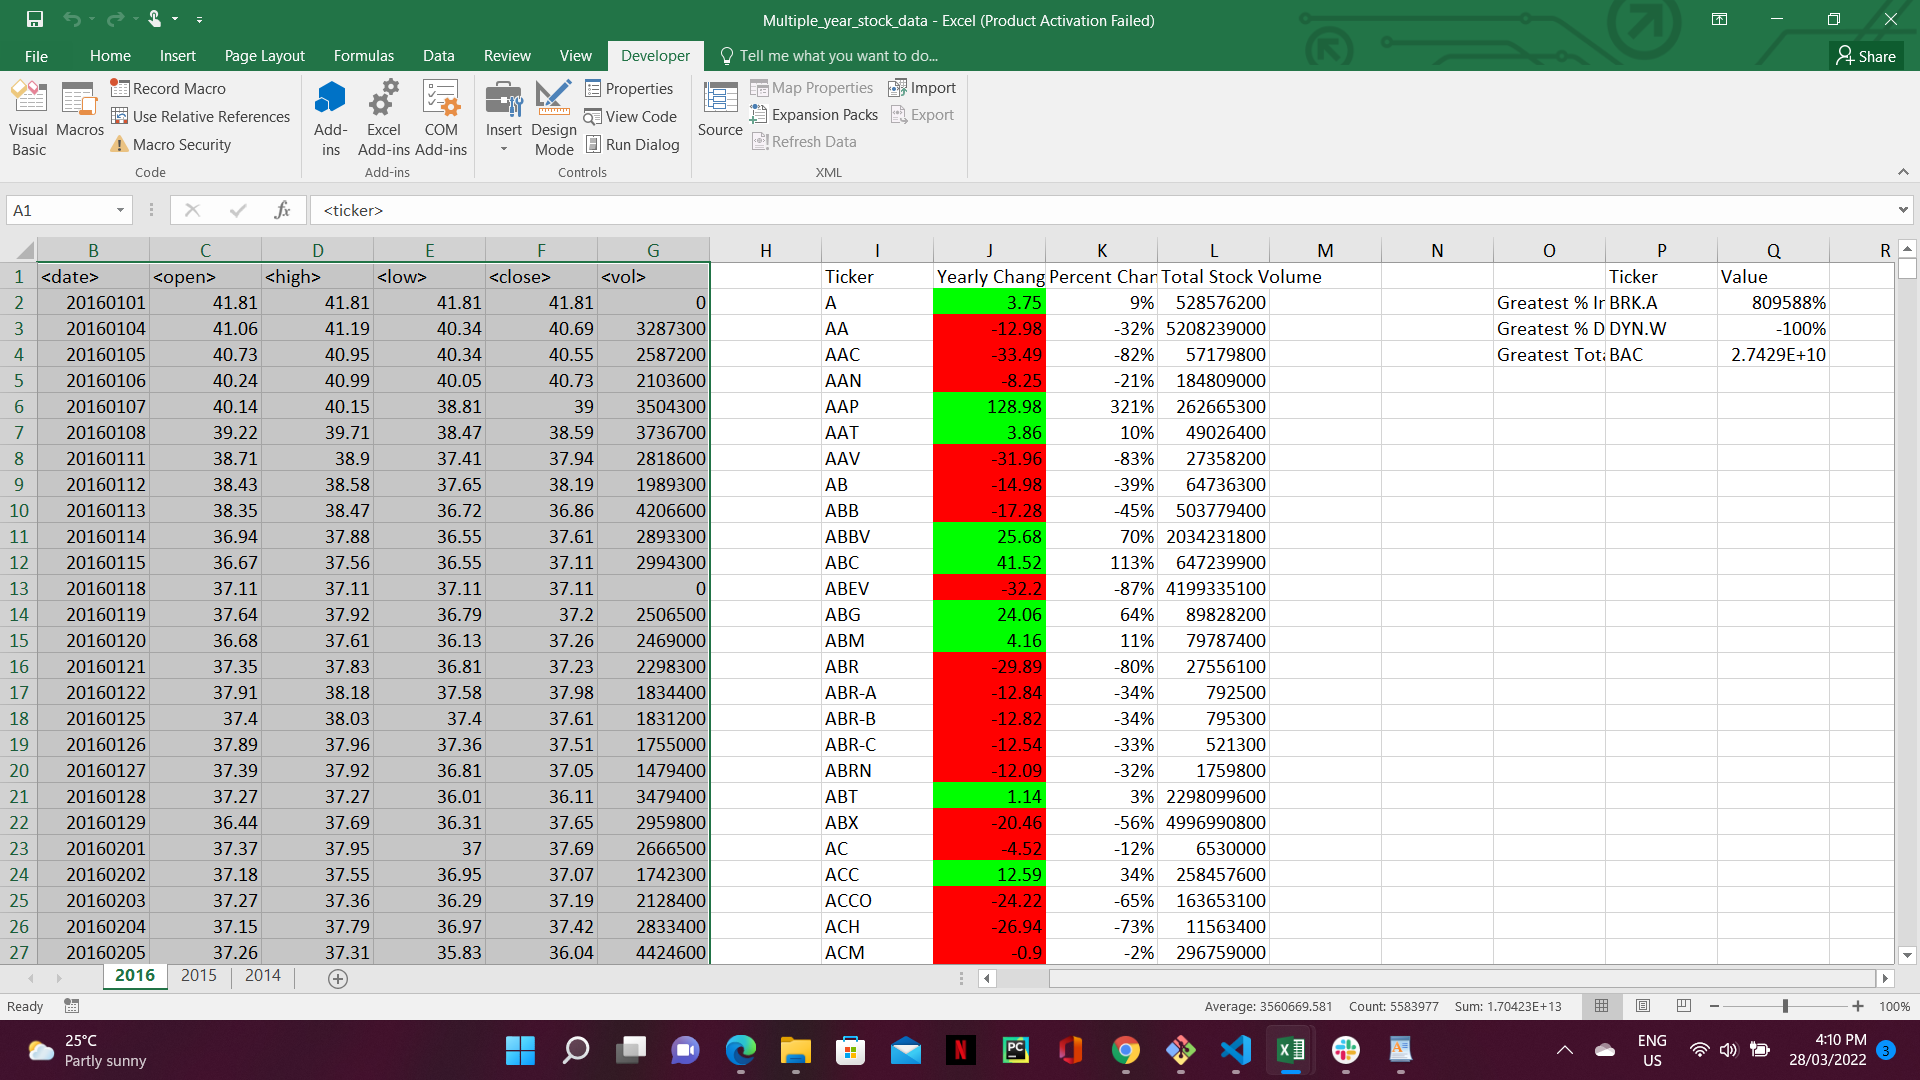 Multiple_year_stock_data - Excel (Product Activation Failed)
File Home Insert Page Layout Formulas Data Review View Developer Tell me what you want to do... Share
Visual Basic
Macros
Record Macro
Use Relative References
Macro Security
Code
Add-ins
Excel Add-ins
COM Add-ins
Add-ins
Insert
Design Mode
Properties
View Code
Run Dialog
Controls
Source
Map Properties
Expansion Packs
Refresh Data
Import
Export
XML
A1 fx <ticker>
B C D E F G H I J K L M N O P Q R
1 <date> <open> <high> <low> <close> <vol> Ticker Yearly Chang Percent Chan Total Stock Volume Ticker Value
2 20160101 41.81 41.81 41.81 41.81 0 A 3.75 9% 528576200 Greatest % In BRK.A 809588%
3 20160104 41.06 41.19 40.34 40.69 3287300 AA -12.98 -32% 5208239000 Greatest % D DYN.W -100%
4 20160105 40.73 40.95 40.34 40.55 2587200 AAC -33.49 -82% 57179800 Greatest Tota BAC 2.7429E+10
5 20160106 40.24 40.99 40.05 40.73 2103600 AAN -8.25 -21% 184809000
6 20160107 40.14 40.15 38.81 39 3504300 AAP 128.98 321% 262665300
7 20160108 39.22 39.71 38.47 38.59 3736700 AAT 3.86 10% 49026400
8 20160111 38.71 38.9 37.41 37.94 2818600 AAV -31.96 -83% 27358200
9 20160112 38.43 38.58 37.65 38.19 1989300 AB -14.98 -39% 64736300
10 20160113 38.35 38.47 36.72 36.86 4206600 ABB -17.28 -45% 503779400
11 20160114 36.94 37.88 36.55 37.61 2893300 ABBV 25.68 70% 2034231800
12 20160115 36.67 37.56 36.55 37.11 2994300 ABC 41.52 113% 647239900
13 20160118 37.11 37.11 37.11 37.11 0 ABEV -32.2 -87% 4199335100
14 20160119 37.64 37.92 36.79 37.2 2506500 ABG 24.06 64% 89828200
15 20160120 36.68 37.61 36.13 37.26 2469000 ABM 4.16 11% 79787400
16 20160121 37.35 37.83 36.81 37.23 2298300 ABR -29.89 -80% 27556100
17 20160122 37.91 38.18 37.58 37.98 1834400 ABR-A -12.84 -34% 792500
18 20160125 37.4 38.03 37.4 37.61 1831200 ABR-B -12.82 -34% 795300
19 20160126 37.89 37.96 37.36 37.51 1755000 ABR-C -12.54 -33% 521300
20 20160127 37.39 37.92 36.81 37.05 1479400 ABRN -12.09 -32% 1759800
21 20160128 37.27 37.27 36.01 36.11 3479400 ABT 1.14 3% 2298099600
22 20160129 36.44 37.69 36.31 37.65 2959800 ABX -20.46 -56% 4996990800
23 20160201 37.37 37.95 37 37.69 2666500 AC -4.52 -12% 6530000
24 20160202 37.18 37.55 36.95 37.07 1742300 ACC 12.59 34% 258457600
25 20160203 37.27 37.36 36.29 37.19 2128400 ACCO -24.22 -65% 163653100
26 20160204 37.15 37.79 36.97 37.42 2833400 ACH -26.94 -73% 11563400
27 20160205 37.26 37.31 35.83 36.04 4424600 ACM -0.9 -2% 296759000
2016 2015 2014
Ready Average: 3560669.581 Count: 5583977 Sum: 1.70423E+13 100%
25°C
Partly sunny
ENG
US
4:10 PM
28/03/2022
3